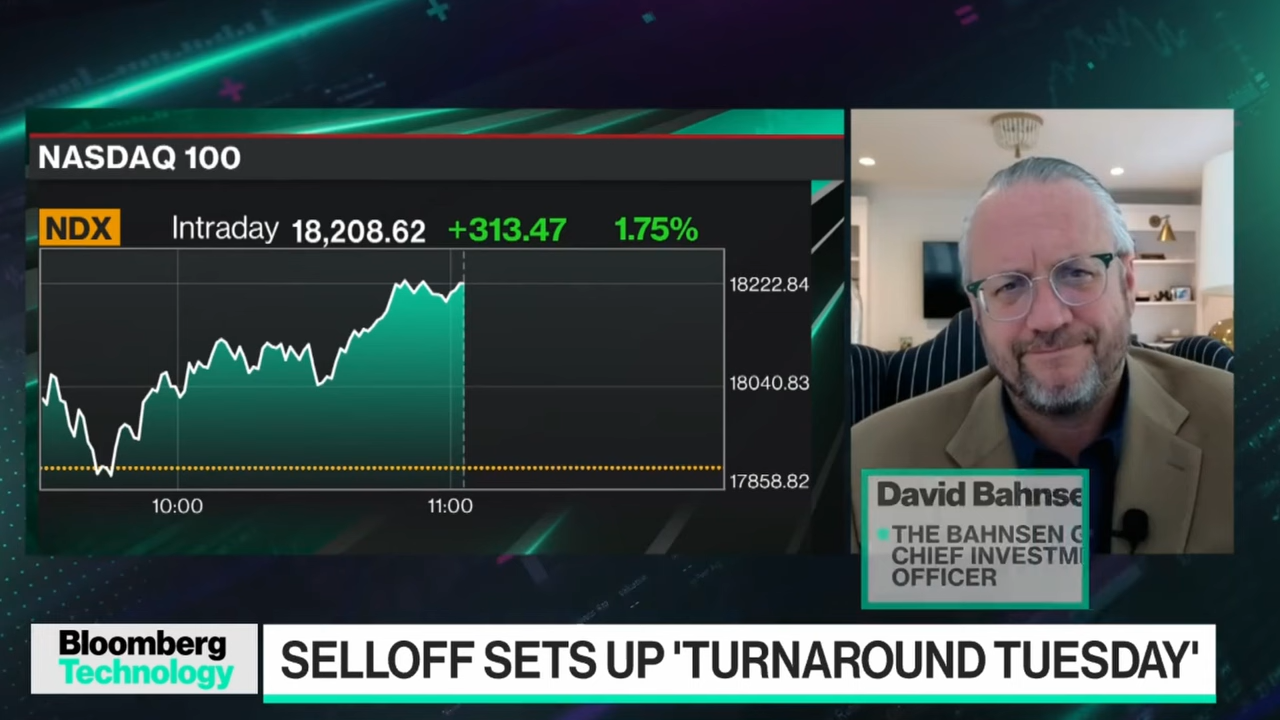 NASDAQ 100
NDX Intraday 18,208.62 +313.47 1.75%
18222.84
18040.83
17858.82
10:00 11:00
David Bahnse
THE BAHNSEN G
CHIEF INVESTM
OFFICER
Bloomberg
Technology
SELLOFF SETS UP 'TURNAROUND TUESDAY'